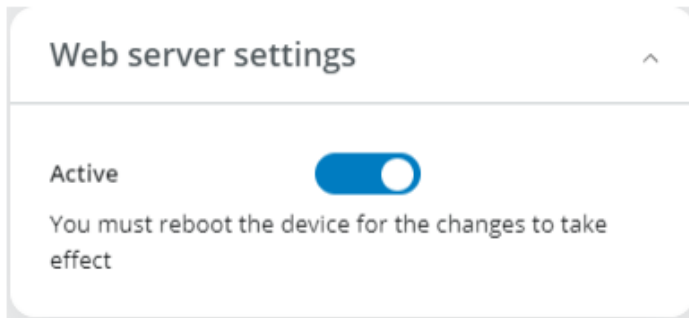 Web server settings
Active
You must reboot the device for the changes to take
effect